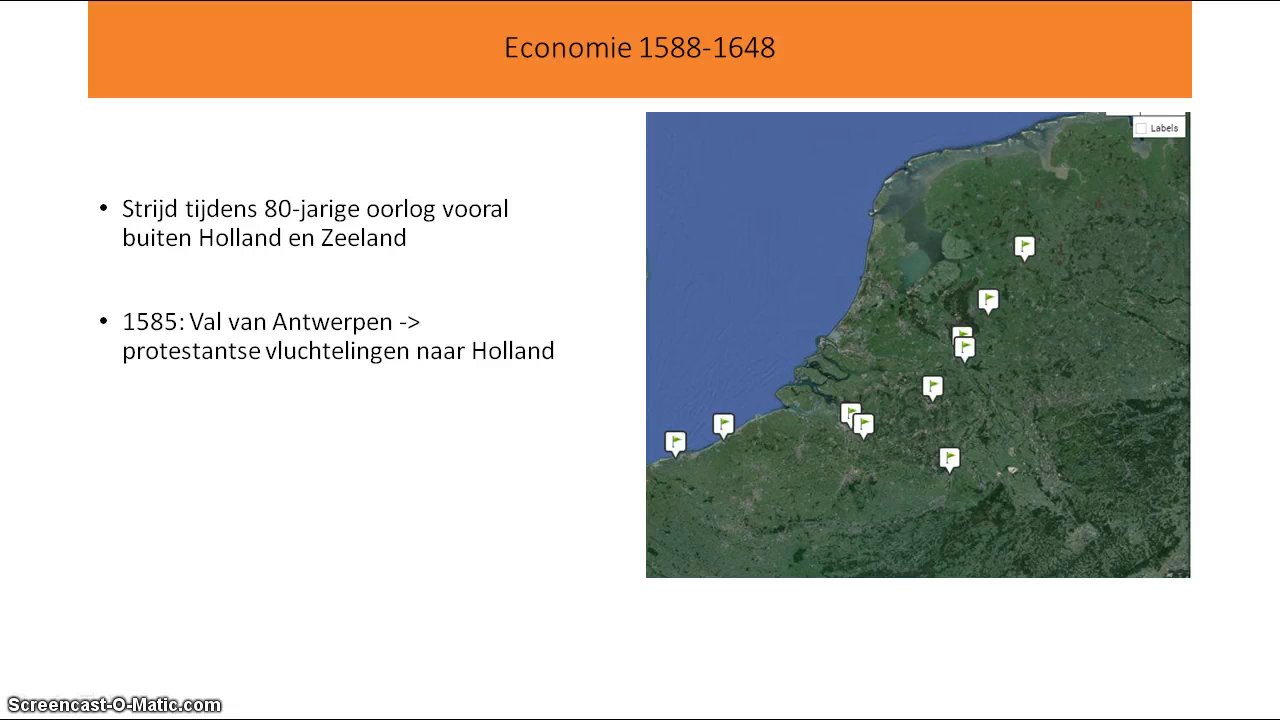 Economie 1588-1648
Labels
• Strijd tijdens 80-jarige oorlog vooral
buiten Holland en Zeeland
• 1585: Val van Antwerpen ->
protestantse vluchtelingen naar Holland
Screencast-O-Matic.com